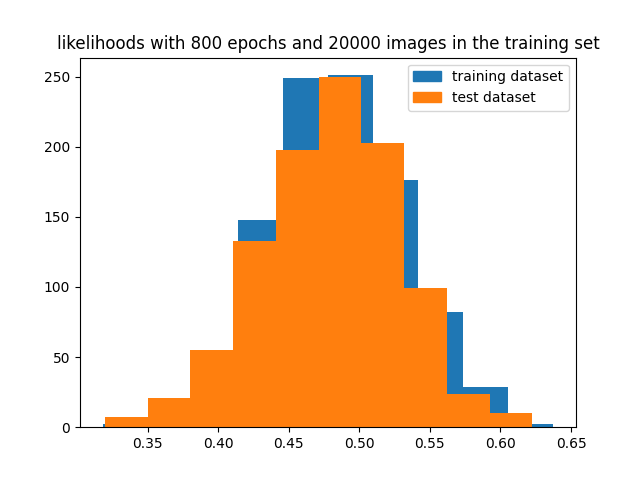 likelihoods with 800 epochs and 20000 images in the training set
training dataset
test dataset
250
200
150
100
50
0
0.35 0.40 0.45 0.50 0.55 0.60 0.65